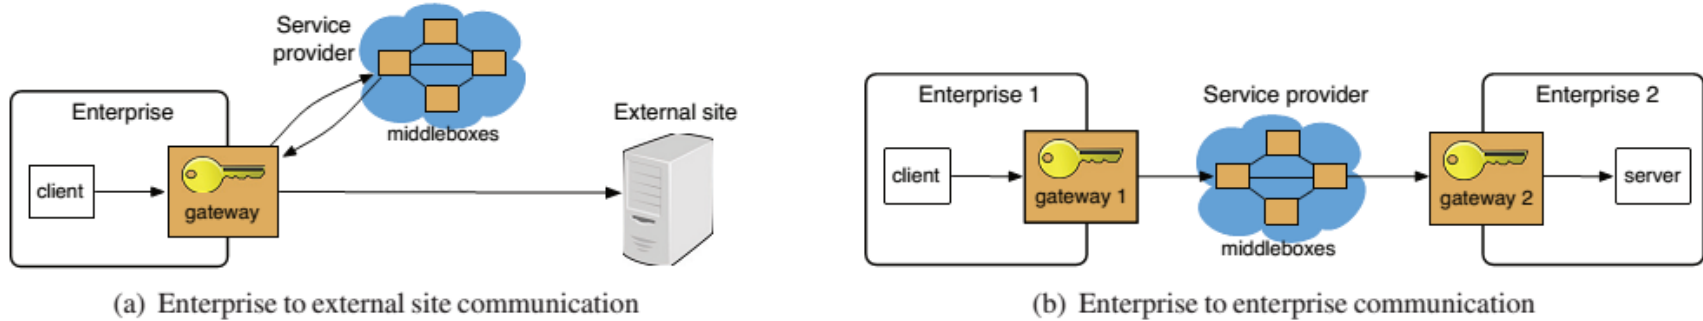 Service
provider
Enterprise
middleboxes
External site
client
gateway
(a) Enterprise to external site communication
Enterprise 1
Service provider
Enterprise 2
client
gateway 1
middleboxes
gateway 2
server
(b) Enterprise to enterprise communication